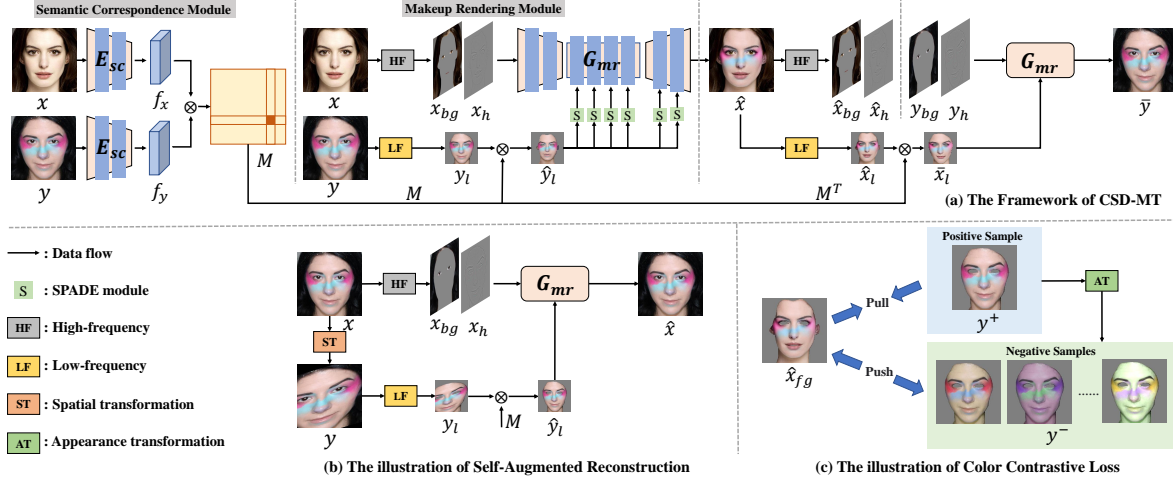 Semantic Correspondence Module
Makeup Rendering Module
x
E_sc
f_x
y
E_sc
f_y
⊗
M
x
HF
x_bg
x_h
G_mr
S S S S S S
y
LF
y_l
⊗
ŷ_l
M
x̂
HF
x̂_bg
x̂_h
y_bg
y_h
G_mr
ȳ
LF
x̂_l
⊗
x̄_l
M^T
(a) The Framework of CSD-MT
: Data flow
S : SPADE module
HF : High-frequency
LF : Low-frequency
ST : Spatial transformation
AT : Appearance transformation
x
HF
x_bg
x_h
G_mr
x̂
ST
y
LF
y_l
⊗
M
ŷ_l
(b) The illustration of Self-Augmented Reconstruction
x̂_fg
Pull
Push
Positive Sample
y^+
AT
Negative Samples
......
y^-
(c) The illustration of Color Contrastive Loss